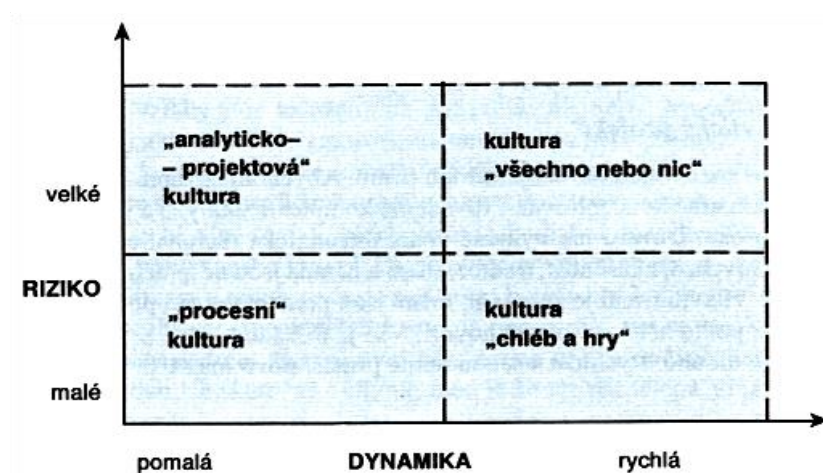 „analyticko–
– projektová“
kultura
kultura
„všechno nebo nic“
velké
RIZIKO
„procesní“
kultura
kultura
„chléb a hry“
malé
pomalá
DYNAMIKA
rychlá